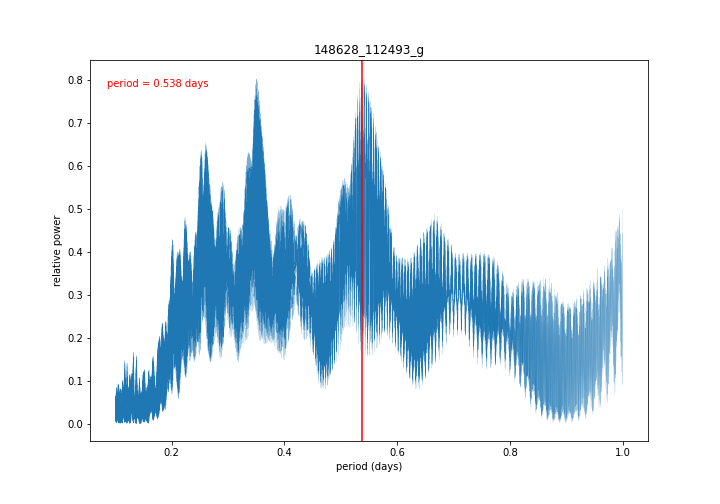 148628_112493_g
period = 0.538 days
relative power
0.8
0.7
0.6
0.5
0.4
0.3
0.2
0.1
0.0
0.2 0.4 0.6 0.8 1.0
period (days)